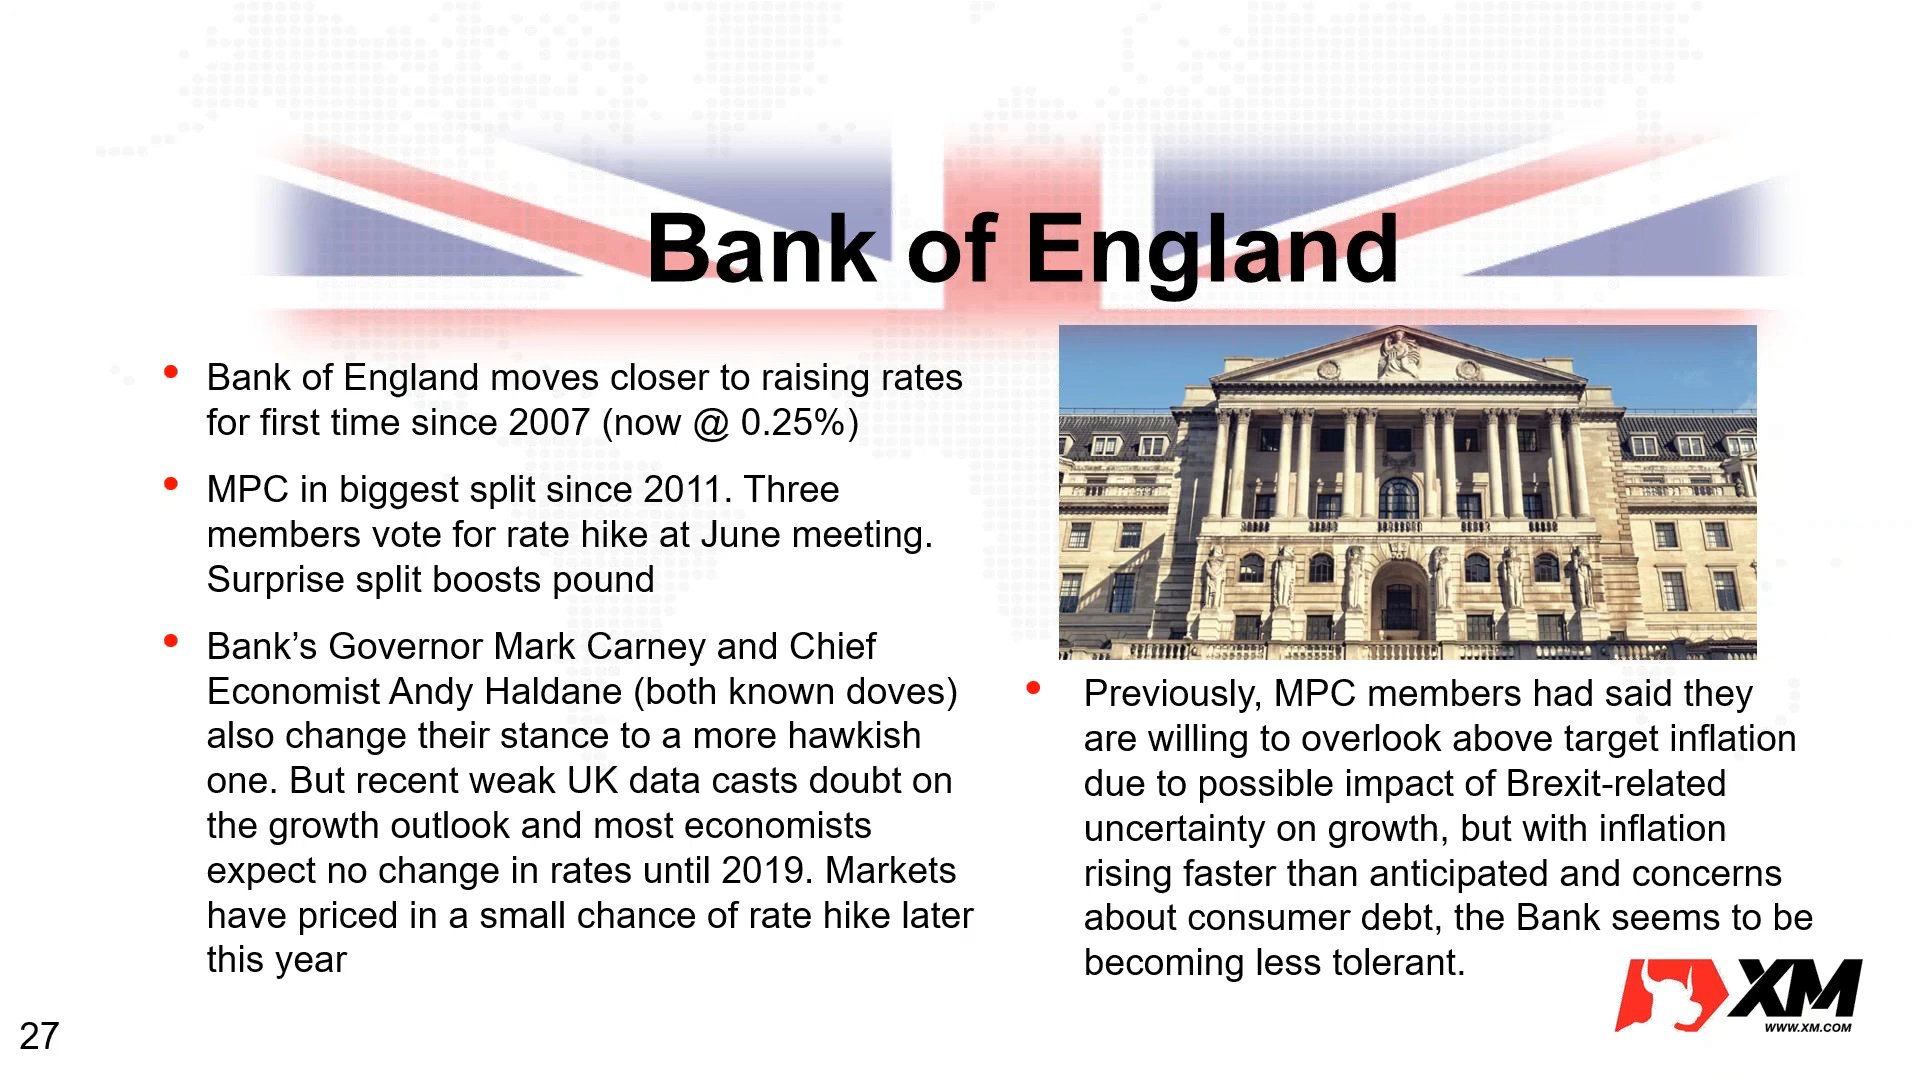 Bank of England
• Bank of England moves closer to raising rates
for first time since 2007 (now @ 0.25%)
• MPC in biggest split since 2011. Three
members vote for rate hike at June meeting.
Surprise split boosts pound
• Bank’s Governor Mark Carney and Chief
Economist Andy Haldane (both known doves)
also change their stance to a more hawkish
one. But recent weak UK data casts doubt on
the growth outlook and most economists
expect no change in rates until 2019. Markets
have priced in a small chance of rate hike later
this year
• Previously, MPC members had said they
are willing to overlook above target inflation
due to possible impact of Brexit-related
uncertainty on growth, but with inflation
rising faster than anticipated and concerns
about consumer debt, the Bank seems to be
becoming less tolerant.
XM
WWW.XM.COM
27